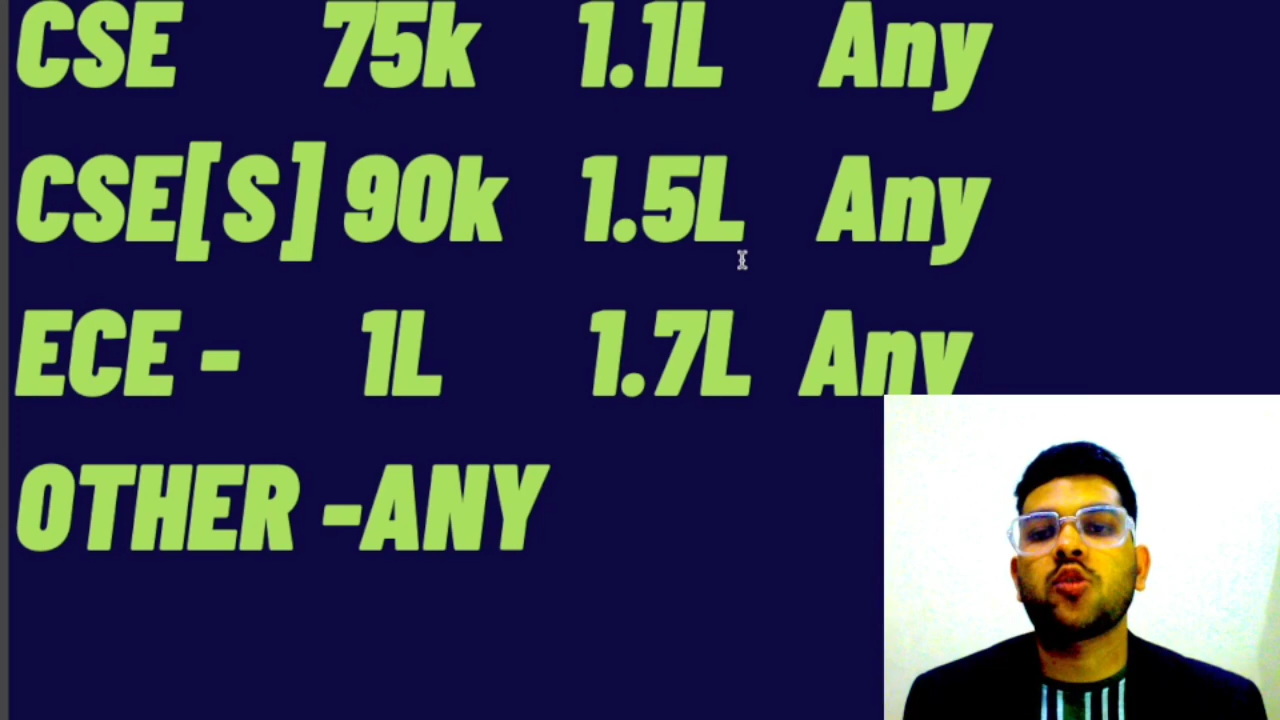 CSE 75k 1.1L Any
CSE[S] 90k 1.5L Any
ECE - 1L 1.7L Any
OTHER -ANY